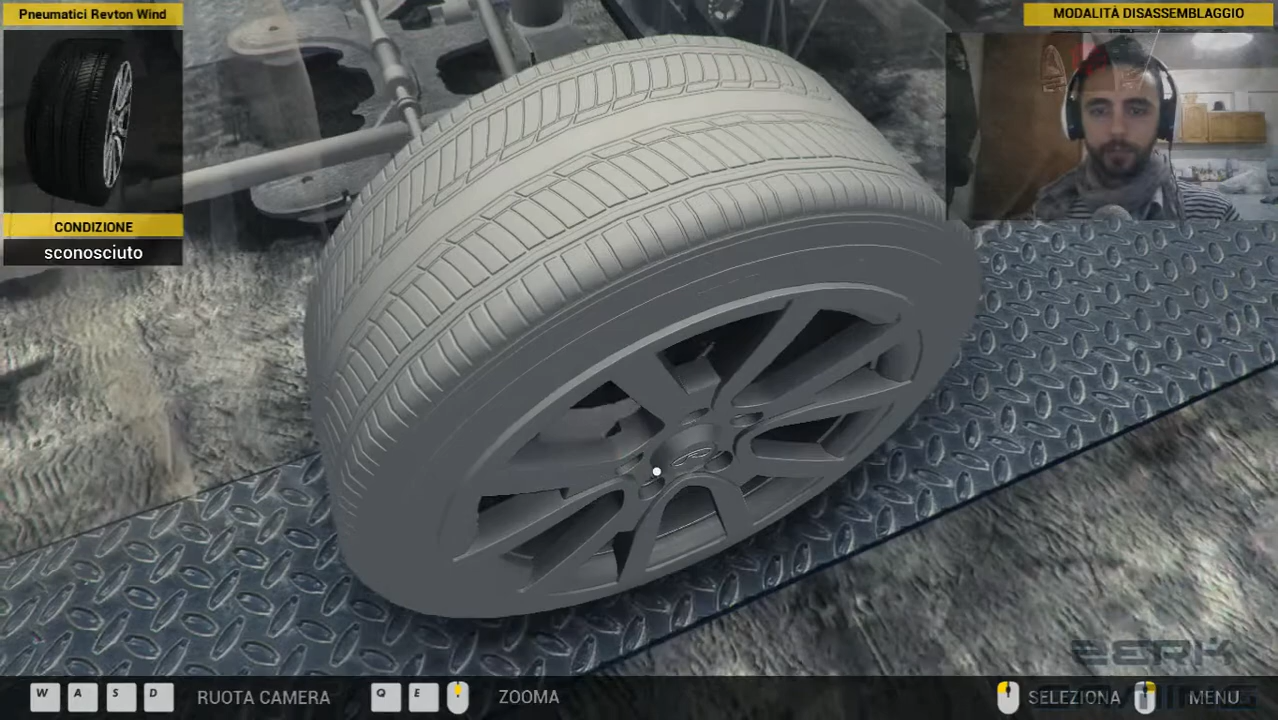 Pneumatici Revton Wind
MODALITÀ DISASSEMBLAGGIO
CONDIZIONE
sconosciuto
W A S D RUOTA CAMERA Q E ZOOMA SELEZIONA MENU